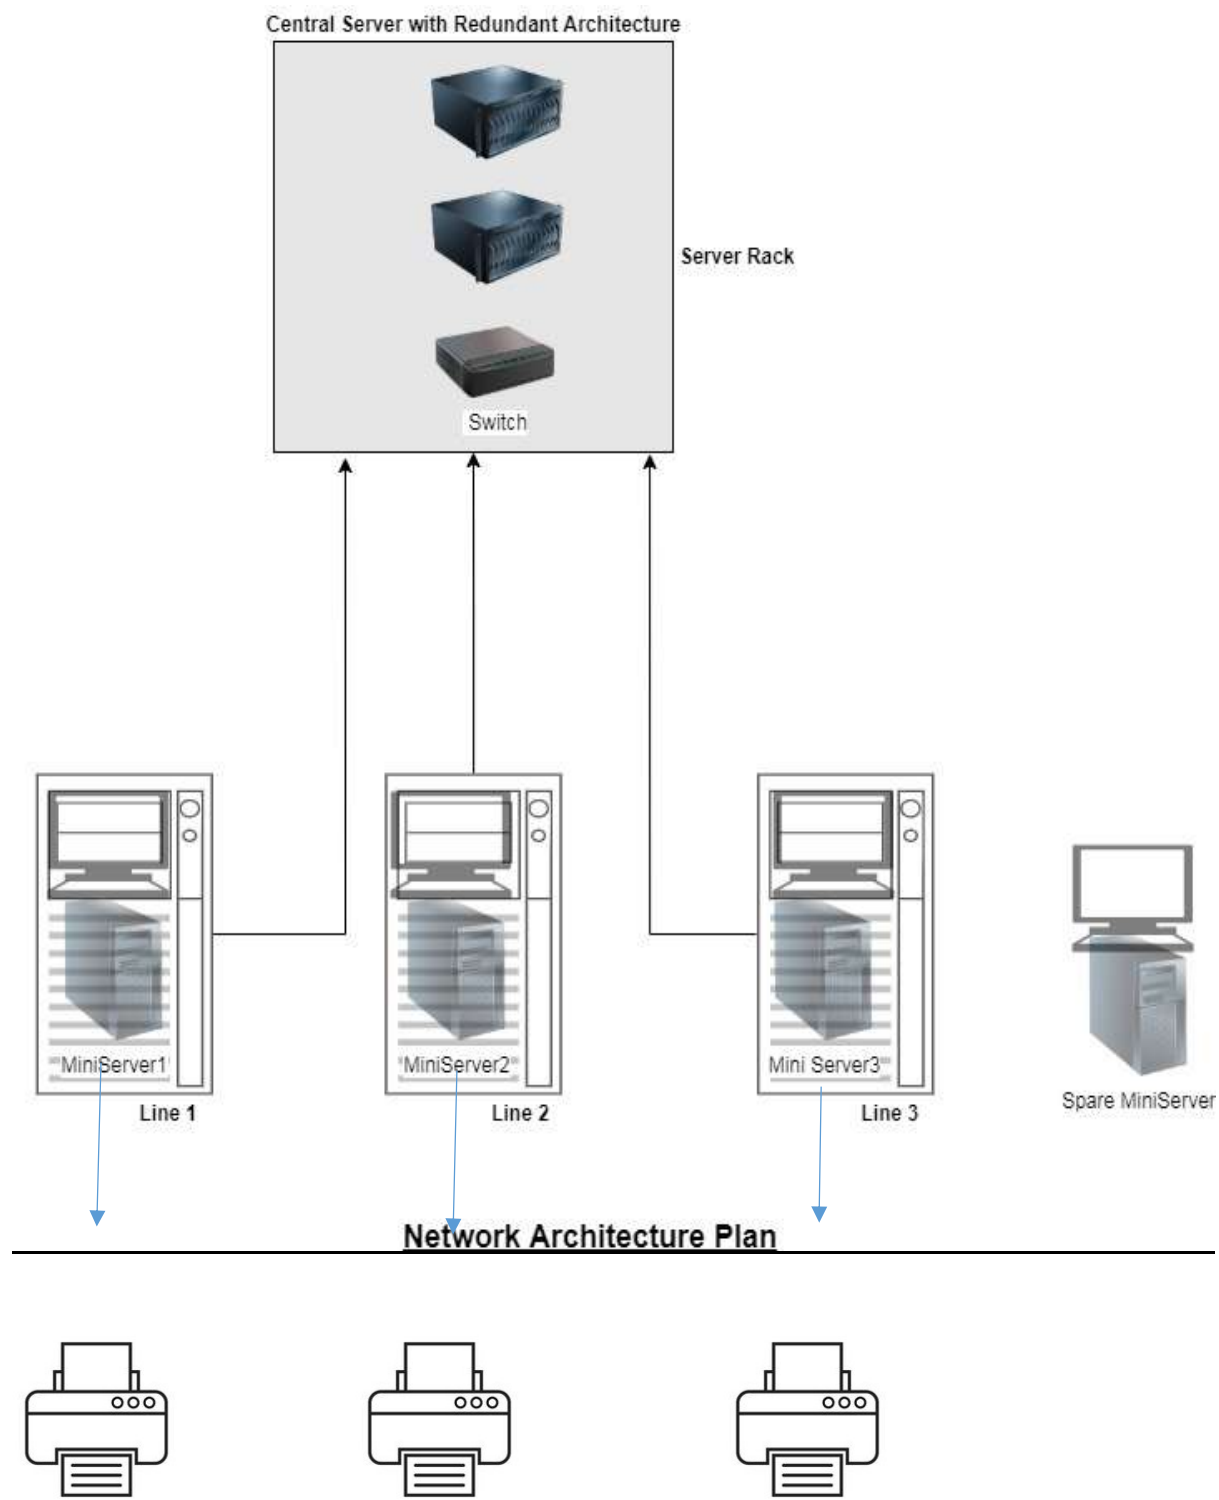 Central Server with Redundant Architecture
Server Rack
Switch
MiniServer1
MiniServer2
Mini Server3
Line 1
Line 2
Line 3
Spare MiniServer
Network Architecture Plan